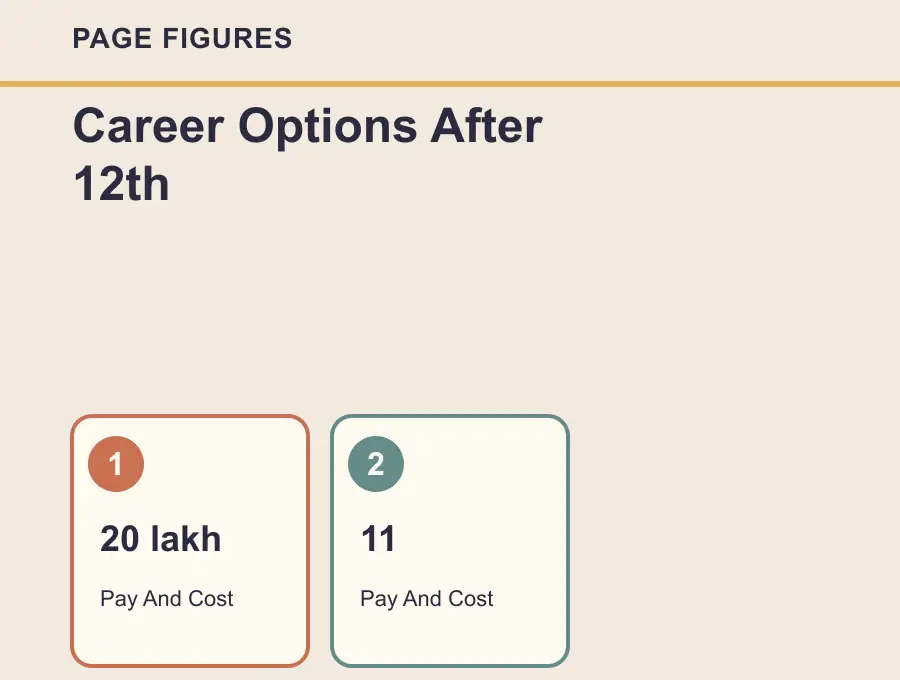 PAGE FIGURES
Career Options After
12th
1
2
20 lakh
11
Pay And Cost
Pay And Cost